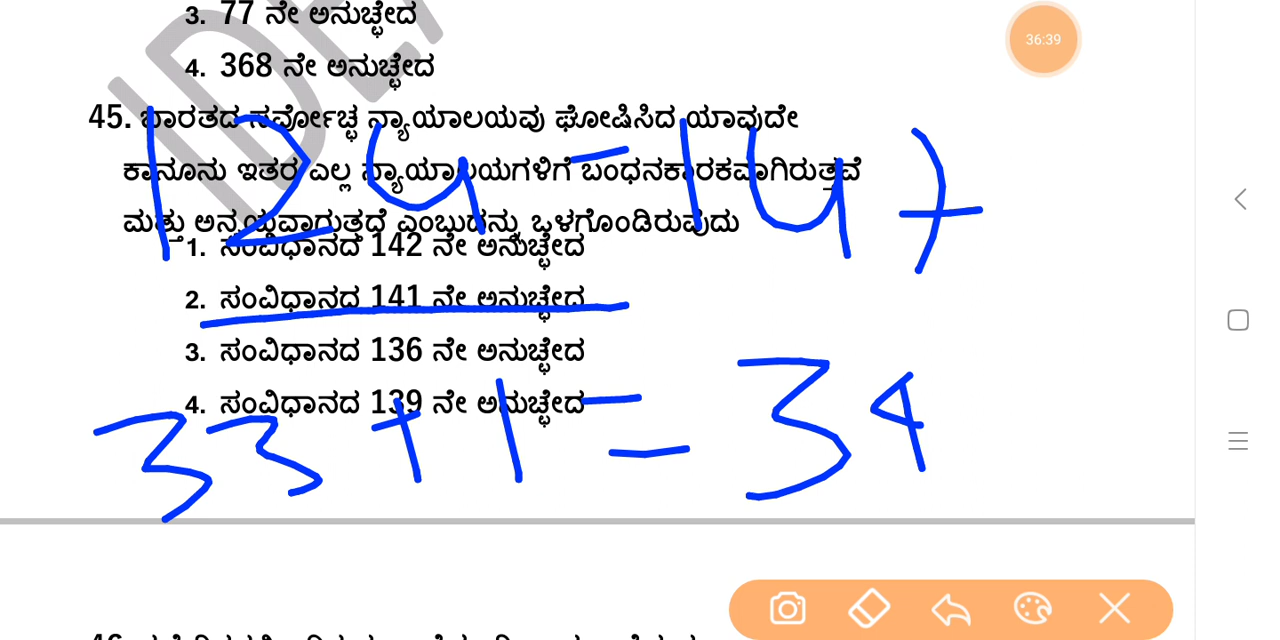 3. 77 ನೇ ಅನುಚ್ಛೇದ
36:39
4. 368 ನೇ ಅನುಚ್ಛೇದ
45. ಭಾರತದ ಸರ್ವೋಚ್ಛ ನ್ಯಾಯಾಲಯವು ಘೋಷಿಸಿದ ಯಾವುದೇ
ಕಾನೂನು ಇತರ ಎಲ್ಲ ನ್ಯಾಯಾಲಯಗಳಿಗೆ ಬಂಧನಕಾರಕವಾಗಿರುತ್ತವೆ
124 - 147
ಮತ್ತು ಅನ್ವಯವಾಗುತ್ತದೆ ಎಂಬುದನ್ನು ಒಳಗೊಂಡಿರುವುದು
1. ಸಂವಿಧಾನದ 142 ನೇ ಅನುಚ್ಛೇದ
2. ಸಂವಿಧಾನದ 141 ನೇ ಅನುಚ್ಛೇದ
3. ಸಂವಿಧಾನದ 136 ನೇ ಅನುಚ್ಛೇದ
4. ಸಂವಿಧಾನದ 139 ನೇ ಅನುಚ್ಛೇದ
33 + 1 = 34